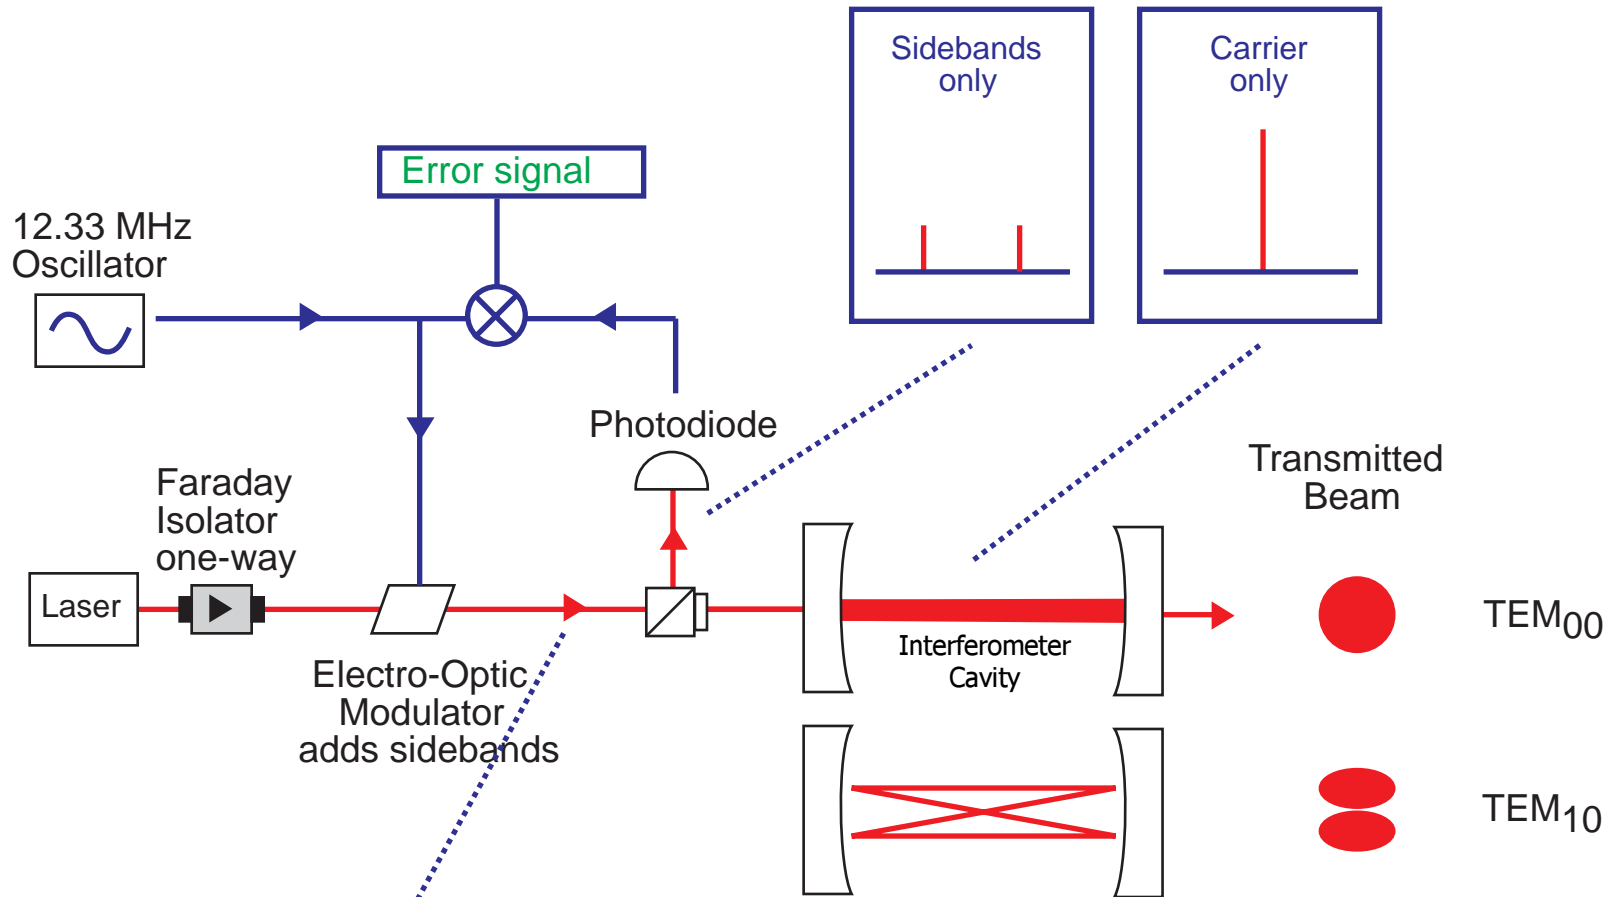 Sidebands
only
Carrier
only
Error signal
12.33 MHz
Oscillator
Photodiode
Transmitted
Beam
Faraday
Isolator
one-way
Laser
Interferometer
Cavity
TEM00
Electro-Optic
Modulator
adds sidebands
TEM10